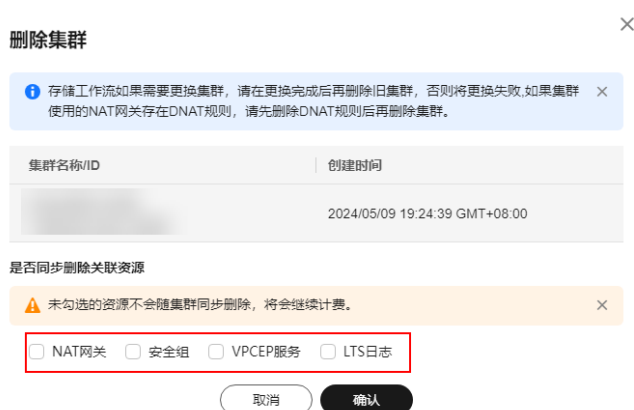 删除集群
存储工作流如果需要更换集群，请在更换完成后再删除旧集群，否则将更换失败,如果集群
使用的NAT网关存在DNAT规则，请先删除DNAT规则后再删除集群。
集群名称/ID 创建时间
2024/05/09 19:24:39 GMT+08:00
是否同步删除关联资源
未勾选的资源不会随集群同步删除，将会继续计费。
NAT网关 安全组 VPCEP服务 LTS日志
取消 确认